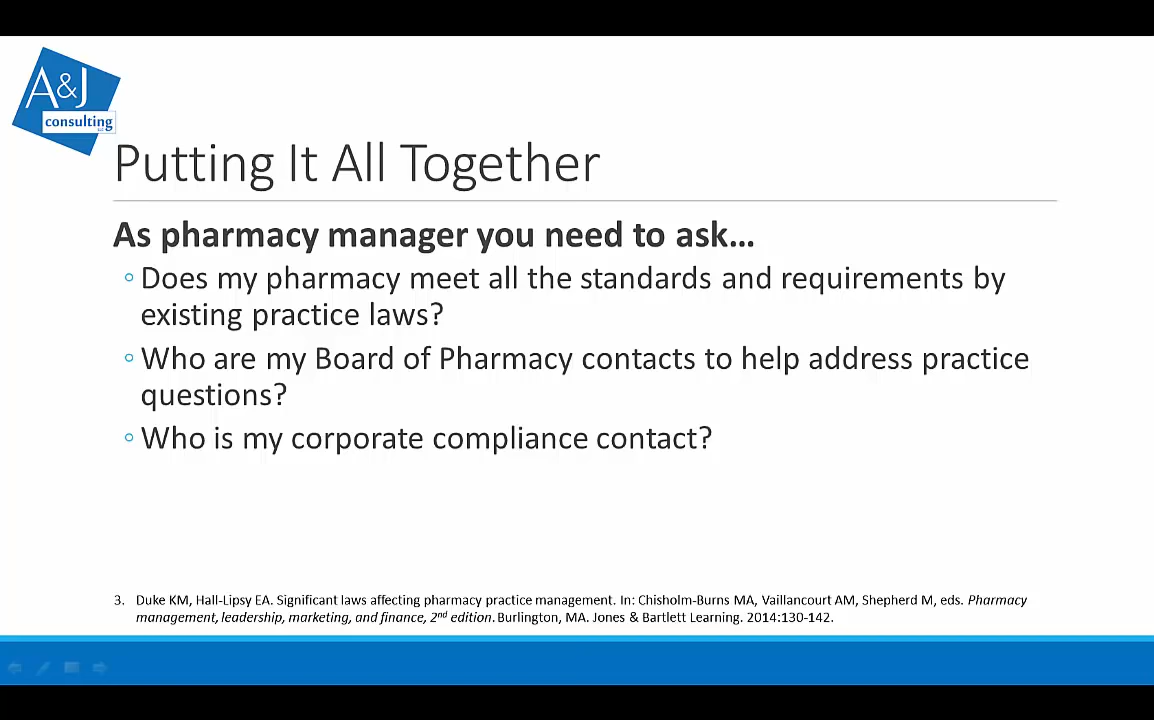 A&J
consulting
Putting It All Together
As pharmacy manager you need to ask...
◦ Does my pharmacy meet all the standards and requirements by
existing practice laws?
◦ Who are my Board of Pharmacy contacts to help address practice
questions?
◦ Who is my corporate compliance contact?
3. Duke KM, Hall-Lipsy EA. Significant laws affecting pharmacy practice management. In: Chisholm-Burns MA, Vaillancourt AM, Shepherd M, eds. Pharmacy
management, leadership, marketing, and finance, 2nd edition. Burlington, MA. Jones & Bartlett Learning. 2014:130-142.